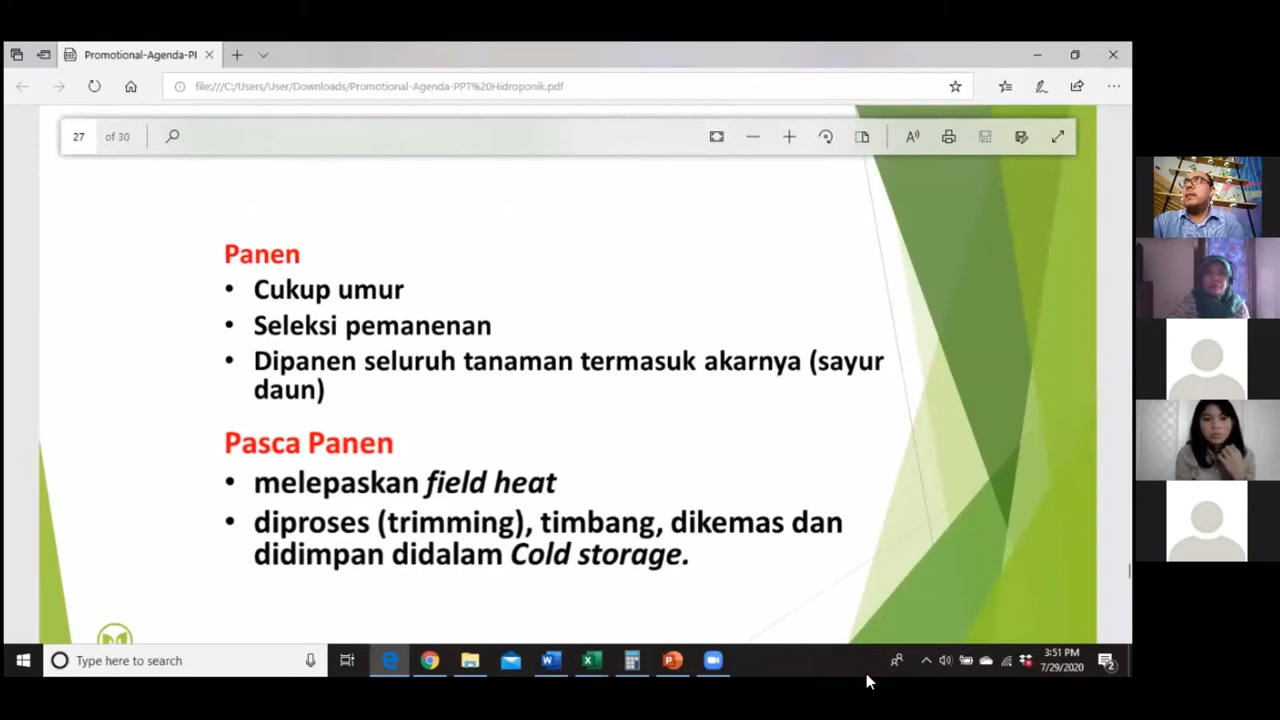 Promotional-Agenda-PI
file:///C:/Users/User/Downloads/Promotional-Agenda-PPT%20Hidroponik.pdf
27 of 30
Panen
• Cukup umur
• Seleksi pemanenan
• Dipanen seluruh tanaman termasuk akarnya (sayur
daun)
Pasca Panen
• melepaskan field heat
• diproses (trimming), timbang, dikemas dan
didimpan didalam Cold storage.
Type here to search
3:51 PM
7/29/2020
2